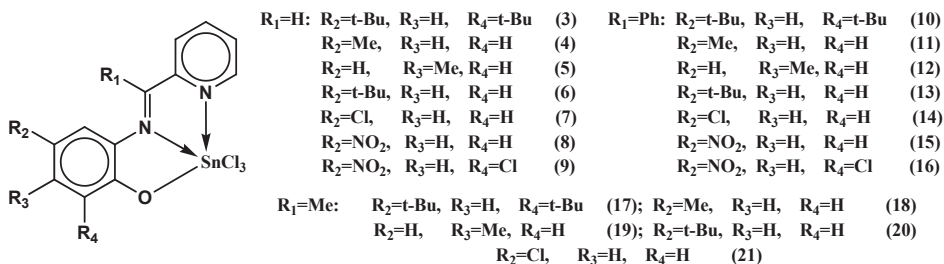 R₁=H: R₂=t-Bu, R₃=H, R₄=t-Bu (3)
R₂=Me, R₃=H, R₄=H (4)
R₂=H, R₃=Me, R₄=H (5)
R₂=t-Bu, R₃=H, R₄=H (6)
R₂=Cl, R₃=H, R₄=H (7)
R₂=NO₂, R₃=H, R₄=H (8)
R₂=NO₂, R₃=H, R₄=Cl (9)
R₁=Ph: R₂=t-Bu, R₃=H, R₄=t-Bu (10)
R₂=Me, R₃=H, R₄=H (11)
R₂=H, R₃=Me, R₄=H (12)
R₂=t-Bu, R₃=H, R₄=H (13)
R₂=Cl, R₃=H, R₄=H (14)
R₂=NO₂, R₃=H, R₄=H (15)
R₂=NO₂, R₃=H, R₄=Cl (16)
R₁=Me: R₂=t-Bu, R₃=H, R₄=t-Bu (17); R₂=Me, R₃=H, R₄=H (18)
R₂=H, R₃=Me, R₄=H (19); R₂=t-Bu, R₃=H, R₄=H (20)
R₂=Cl, R₃=H, R₄=H (21)
R₁
N
R₂
N
SnCl₃
R₃
O
R₄